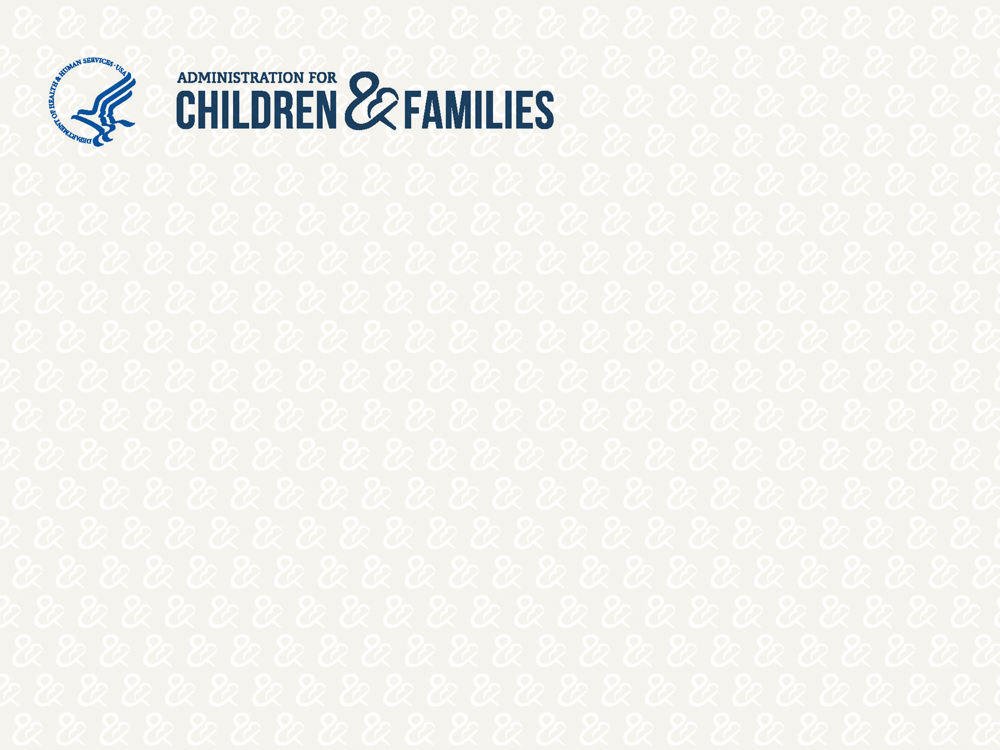 DEPARTMENT OF HEALTH & HUMAN SERVICES · USA
ADMINISTRATION FOR
CHILDREN & FAMILIES